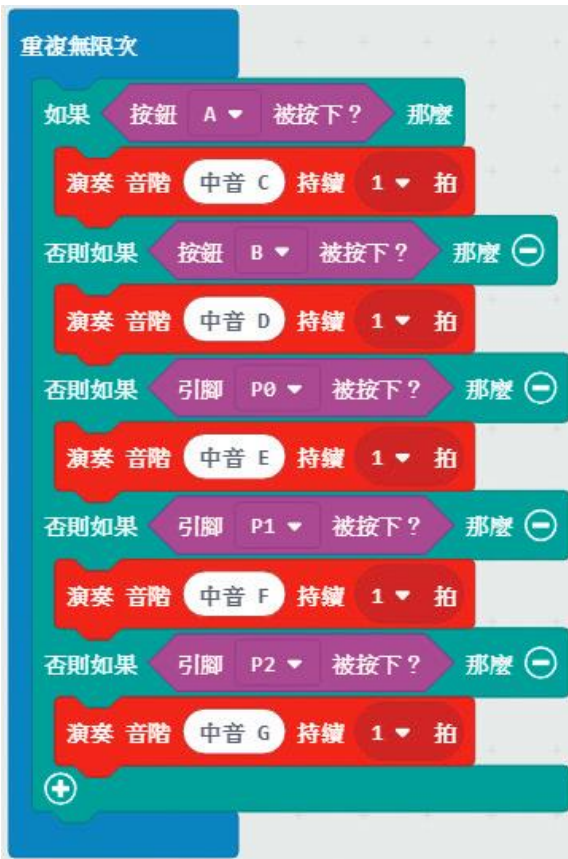 重複無限次
如果 按鈕 A 被按下? 那麼
演奏 音階 中音 C 持續 1 拍
否則如果 按鈕 B 被按下? 那麼
演奏 音階 中音 D 持續 1 拍
否則如果 引腳 P0 被按下? 那麼
演奏 音階 中音 E 持續 1 拍
否則如果 引腳 P1 被按下? 那麼
演奏 音階 中音 F 持續 1 拍
否則如果 引腳 P2 被按下? 那麼
演奏 音階 中音 G 持續 1 拍